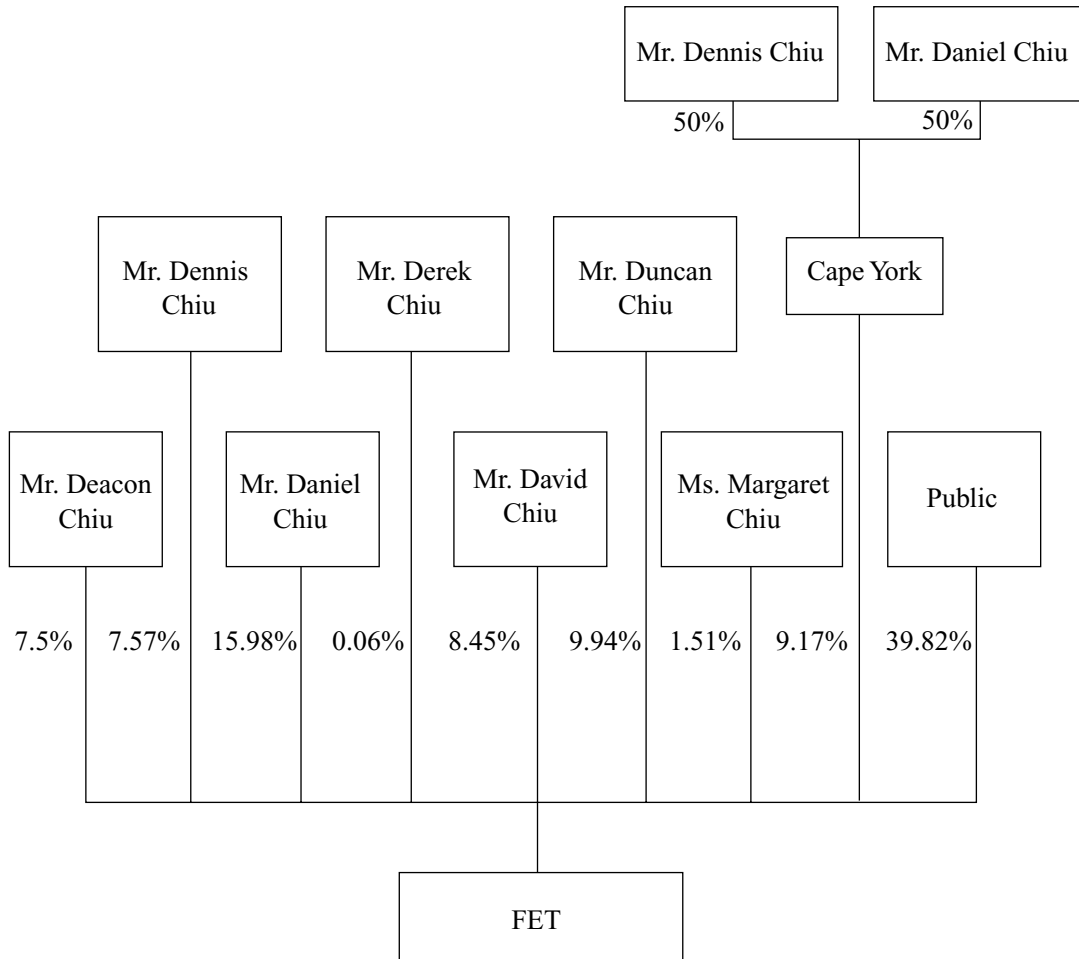 Mr. Dennis Chiu
Mr. Daniel Chiu
50%
50%
Mr. Dennis
Chiu
Mr. Derek
Chiu
Mr. Duncan
Chiu
Cape York
Mr. Deacon
Chiu
Mr. Daniel
Chiu
Mr. David
Chiu
Ms. Margaret
Chiu
Public
7.5%
7.57%
15.98%
0.06%
8.45%
9.94%
1.51%
9.17%
39.82%
FET